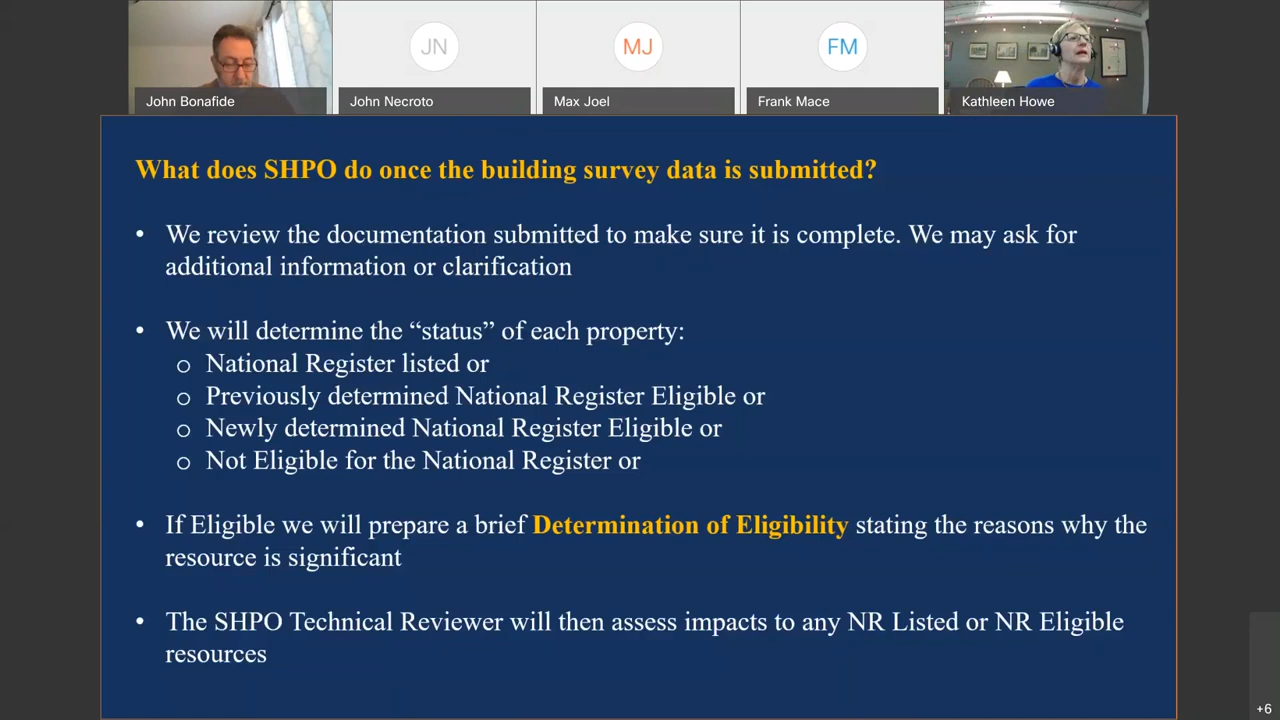 JN
MJ
FM
John Bonafide
John Necroto
Max Joel
Frank Mace
Kathleen Howe
What does SHPO do once the building survey data is submitted?
• We review the documentation submitted to make sure it is complete. We may ask for
additional information or clarification
• We will determine the “status” of each property:
o National Register listed or
o Previously determined National Register Eligible or
o Newly determined National Register Eligible or
o Not Eligible for the National Register or
• If Eligible we will prepare a brief Determination of Eligibility stating the reasons why the
resource is significant
• The SHPO Technical Reviewer will then assess impacts to any NR Listed or NR Eligible
resources
+6